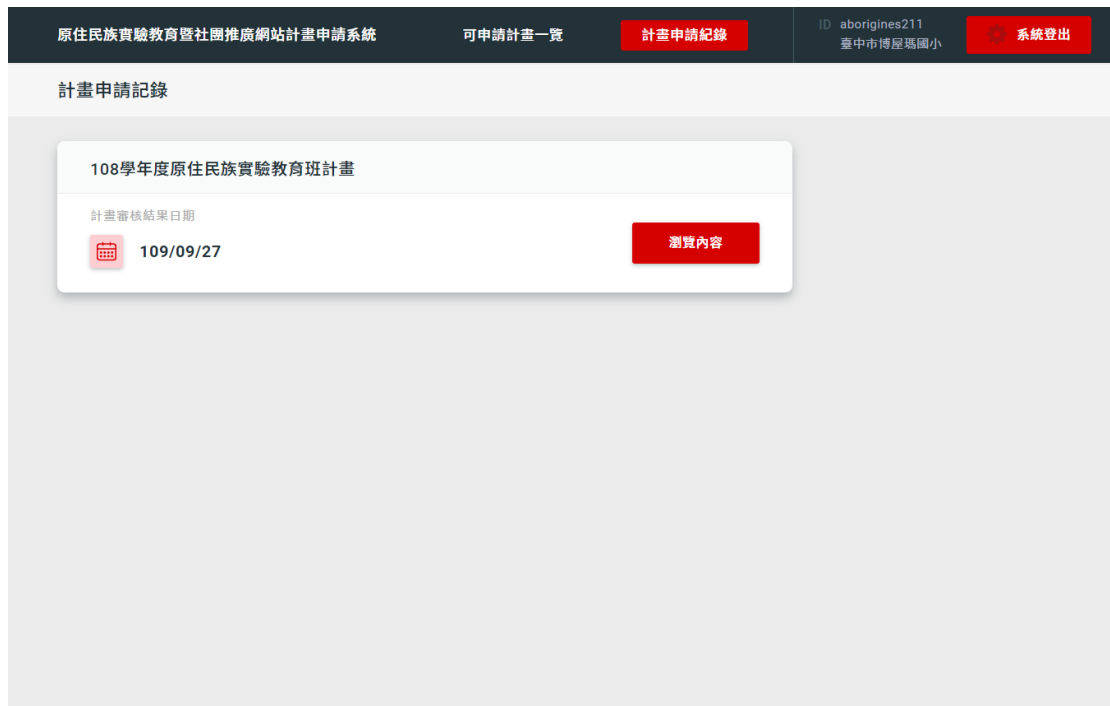 原住民族實驗教育暨社團推廣網站計畫申請系統
可申請計畫一覽
計畫申請紀錄
ID aborigines211
臺中市博屋瑪國小
系統登出
計畫申請記錄
108學年度原住民族實驗教育班計畫
計畫審核結果日期
109/09/27
瀏覽內容